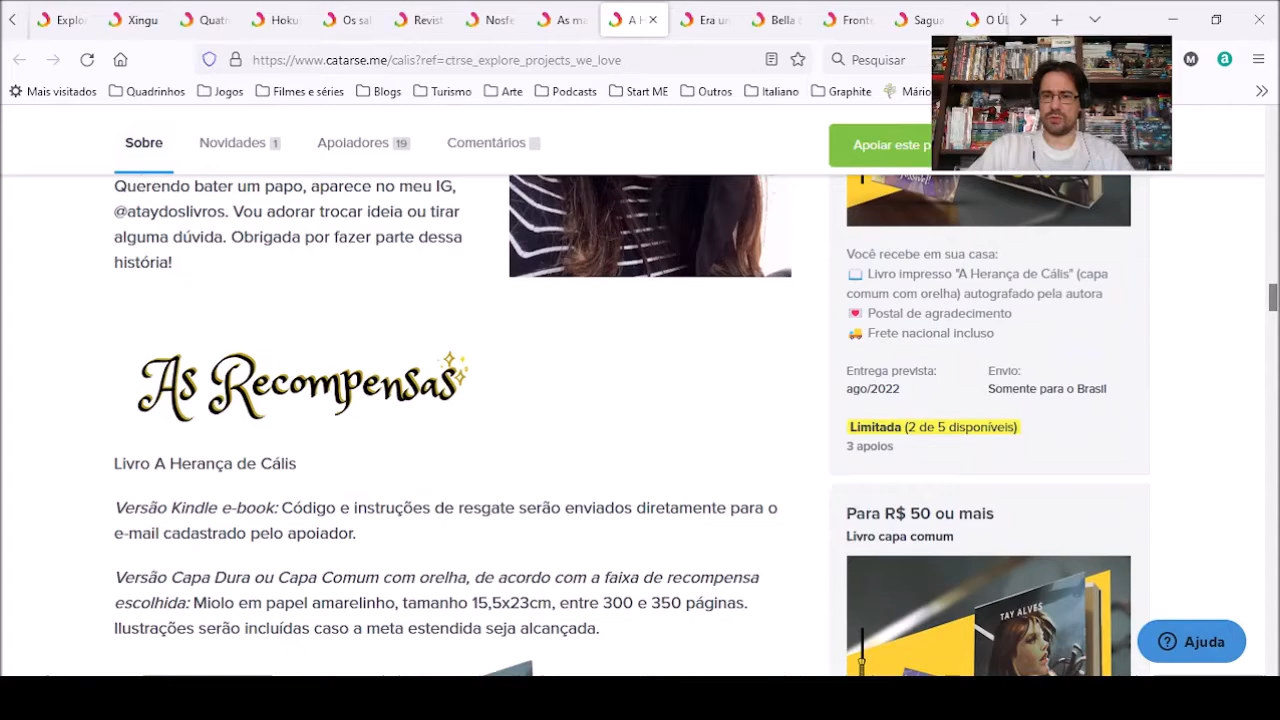 Explo
Xingu
Quatr
Hoku
Os sal
Revist
Nosfe
As ma
A H
Era un
Bella
Front
Sagua
O ÚL
https://www.catarse.me/calis?ref=ctrse_explore_projects_we_love
Pesquisar
Mais visitados
Quadrinhos
Jogos
Filmes e séries
Blogs
Turismo
Arte
Podcasts
Start ME
Outros
Italiano
Graphite
Mário
Sobre
Novidades 1
Apoiadores 19
Comentários
Apoiar este p
Querendo bater um papo, aparece no meu IG,
@ataydoslivros. Vou adorar trocar ideia ou tirar
alguma dúvida. Obrigada por fazer parte dessa
história!
As Recompensas
Livro A Herança de Cális
Versão Kindle e-book: Código e instruções de resgate serão enviados diretamente para o
e-mail cadastrado pelo apoiador.
Versão Capa Dura ou Capa Comum com orelha, de acordo com a faixa de recompensa
escolhida: Miolo em papel amarelinho, tamanho 15,5x23cm, entre 300 e 350 páginas.
Ilustrações serão incluídas caso a meta estendida seja alcançada.
Você recebe em sua casa:
Livro impresso "A Herança de Cális" (capa
comum com orelha) autografado pela autora
Postal de agradecimento
Frete nacional incluso
Entrega prevista:
ago/2022
Envio:
Somente para o Brasil
Limitada (2 de 5 disponíveis)
3 apoios
Para R$ 50 ou mais
Livro capa comum
TAY ALVES
Ajuda